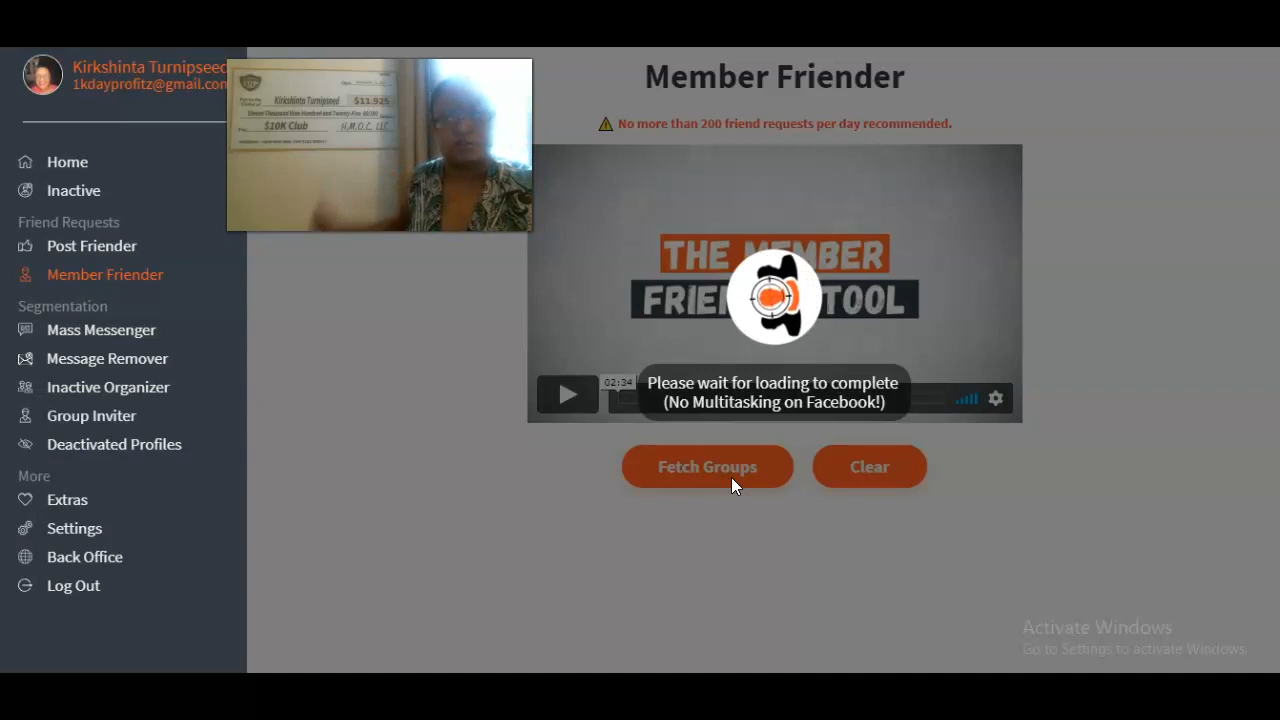 Kirkshinta Turnipseed
1kdayprofitz@gmail.com
Home
Inactive
Friend Requests
Post Friender
Member Friender
Segmentation
Mass Messenger
Message Remover
Inactive Organizer
Group Inviter
Deactivated Profiles
More
Extras
Settings
Back Office
Log Out
Kirkshinta Turnipseed $11,925
$10K Club H.M.O.C. LLC
Member Friender
No more than 200 friend requests per day recommended.
THE MEMBER
FRIEN TOOL
02:34
Please wait for loading to complete
(No Multitasking on Facebook!)
Fetch Groups
Clear
Activate Windows
Go to Settings to activate Windows.